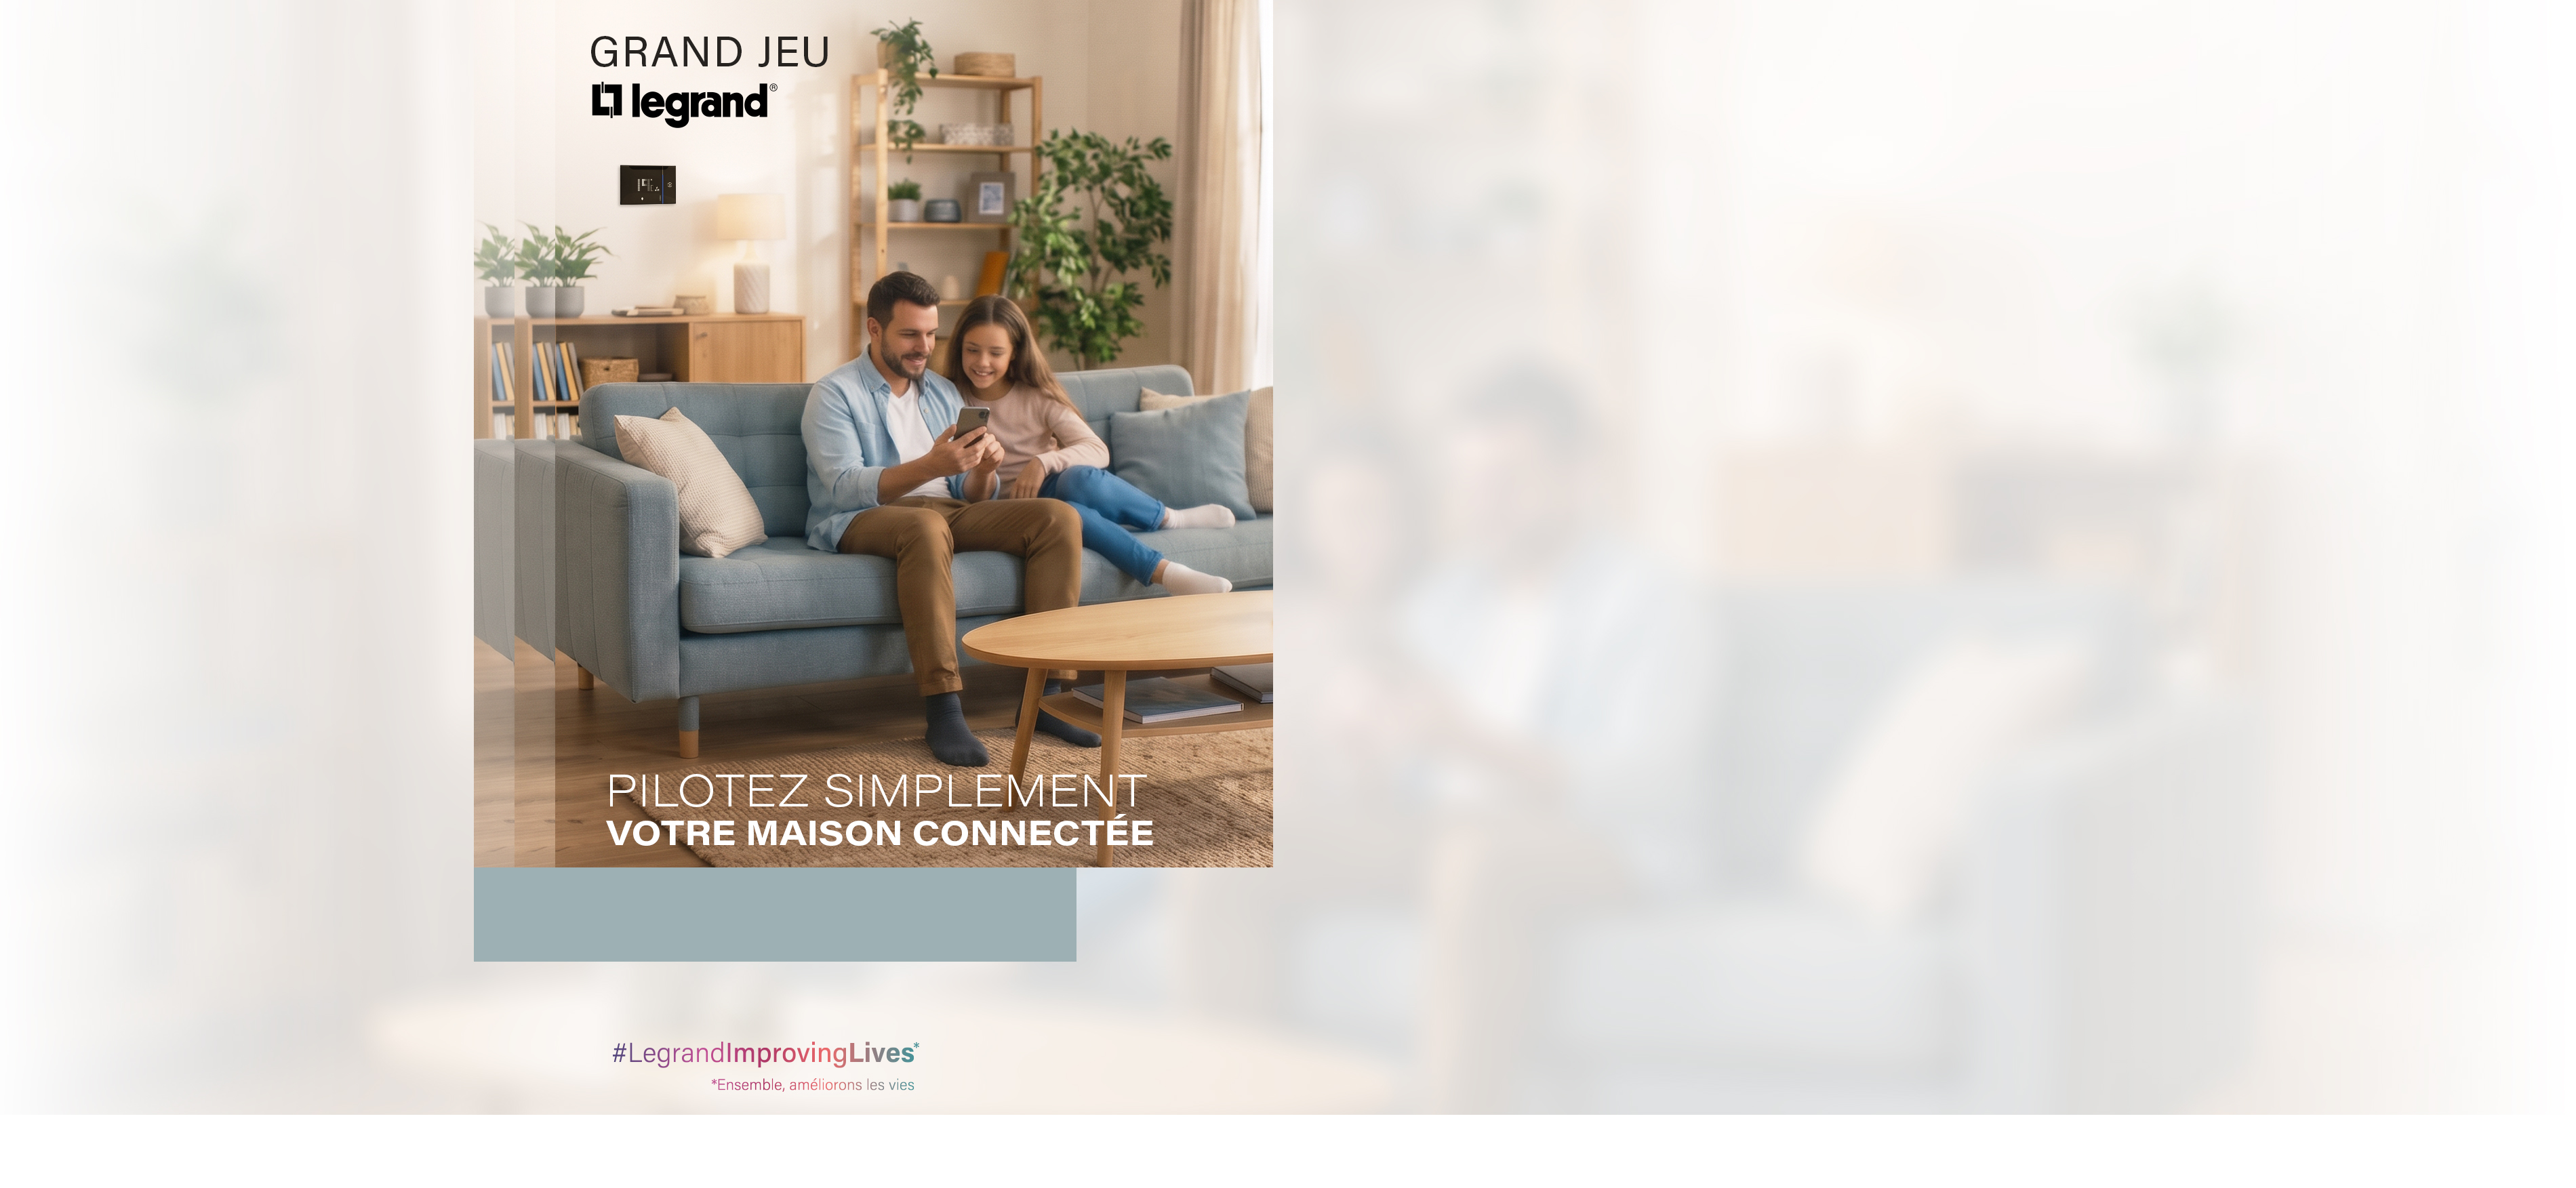 GRAND JEU
legrand®
PILOTEZ SIMPLEMENT
VOTRE MAISON CONNECTÉE
#LegrandImprovingLives*
*Ensemble, améliorons les vies